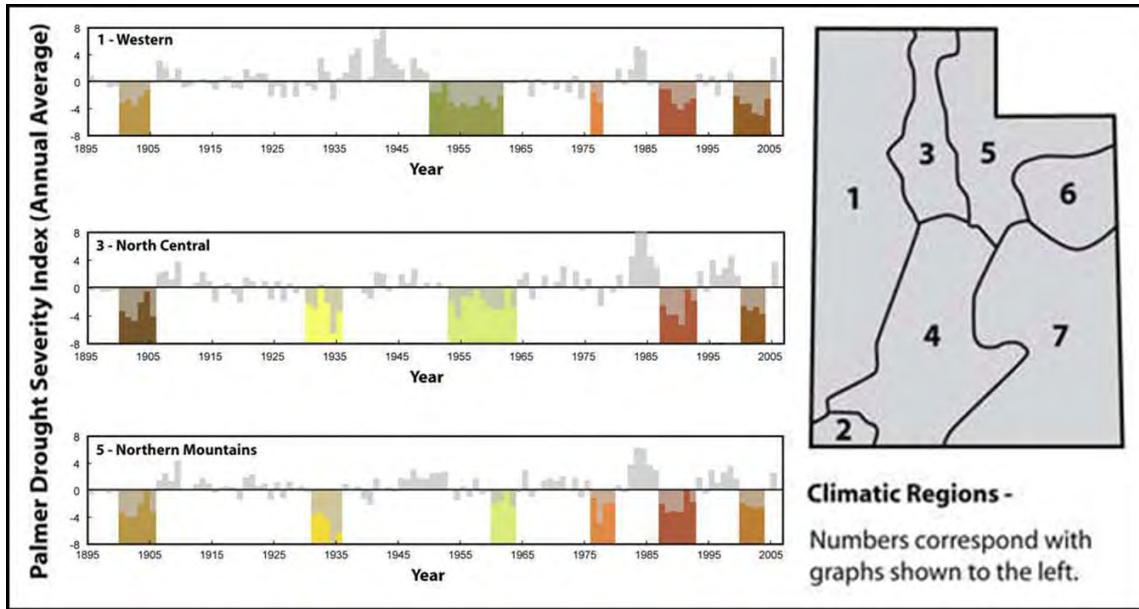 Palmer Drought Severity Index (Annual Average)
1 - Western
8
4
0
-4
-8
1895 1905 1915 1925 1935 1945 1955 1965 1975 1985 1995 2005
Year
3 - North Central
8
4
0
-4
-8
1895 1905 1915 1925 1935 1945 1955 1965 1975 1985 1995 2005
Year
5 - Northern Mountains
8
4
0
-4
-8
1895 1905 1915 1925 1935 1945 1955 1965 1975 1985 1995 2005
Year
1
3
5
6
4
7
2
Climatic Regions -
Numbers correspond with
graphs shown to the left.